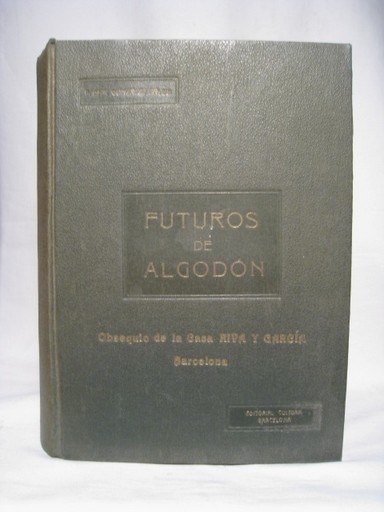 FUTUROS
DE
ALGODÓN
Obsequio de la Casa RIVA Y GARCÍA
Barcelona
EDITORIAL CULTURA
BARCELONA